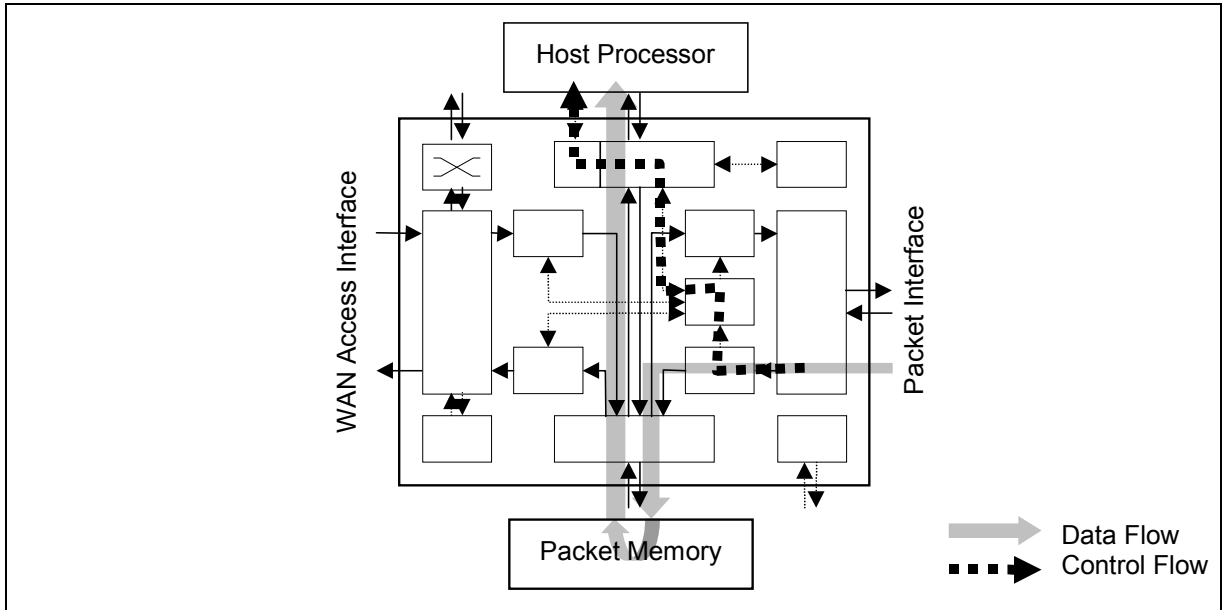 Host Processor
WAN Access Interface
Packet Interface
Packet Memory
Data Flow
Control Flow